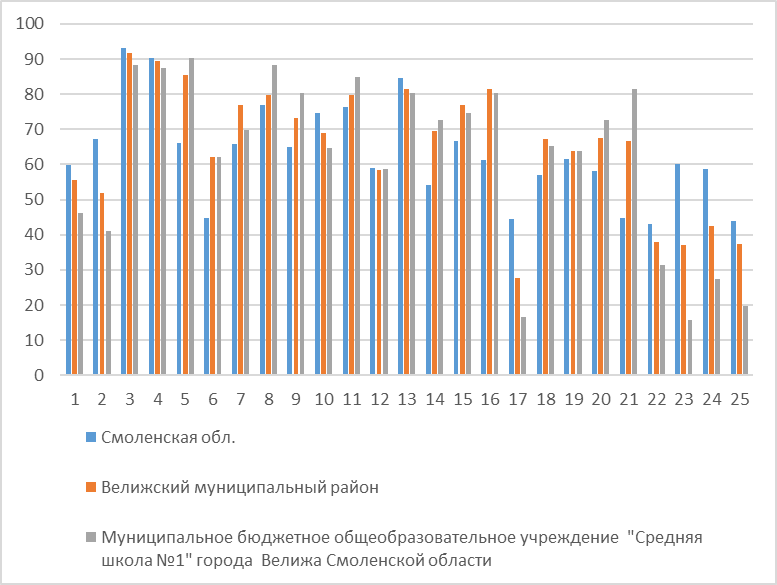 100
90
80
70
60
50
40
30
20
10
0
1 2 3 4 5 6 7 8 9 10 11 12 13 14 15 16 17 18 19 20 21 22 23 24 25
Смоленская обл.
Велижский муниципальный район
Муниципальное бюджетное общеобразовательное учреждение  "Средняя
школа №1" города  Велижа Смоленской области